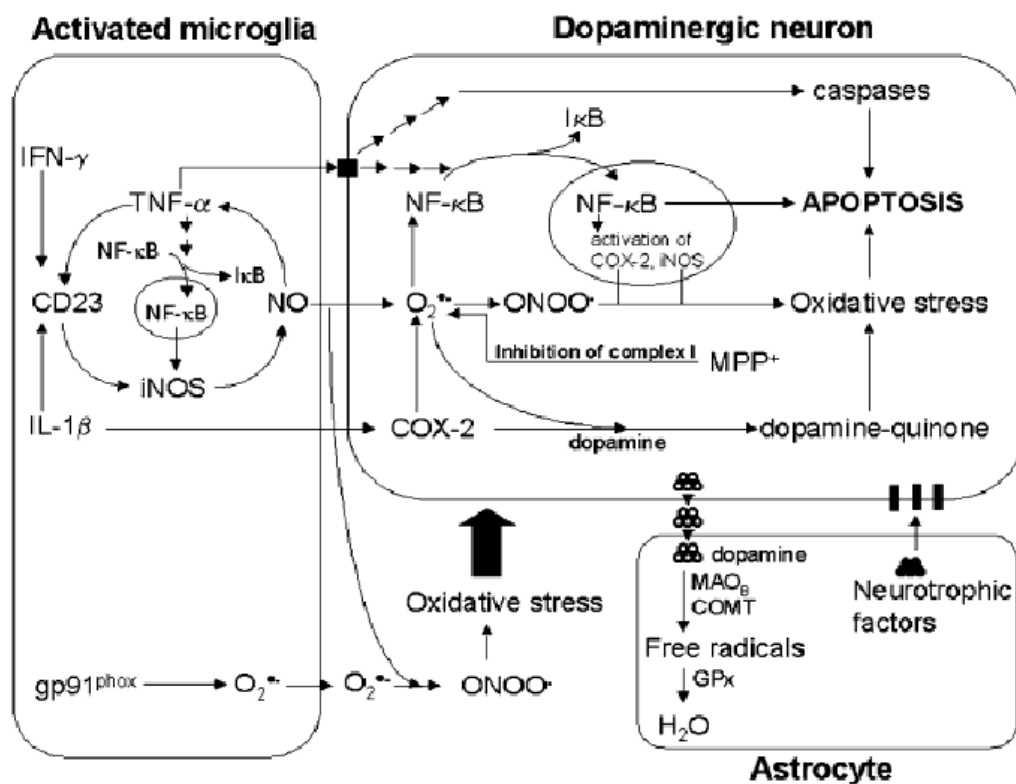 Activated microglia
Dopaminergic neuron
caspases
IκB
IFN-γ
TNF-α
NF-κB
NF-κB
APOPTOSIS
NF-κB
IκB
activation of
COX-2, iNOS
CD23
NF-κB
NO
O₂•-
ONOO•
Oxidative stress
Inhibition of complex I
MPP⁺
iNOS
IL-1β
COX-2
dopamine
dopamine-quinone
dopamine
MAO_B
COMT
Neurotrophic
factors
Oxidative stress
Free radicals
GPx
gp91ᵖʰᵒˣ
O₂•-
O₂•-
ONOO•
H₂O
Astrocyte